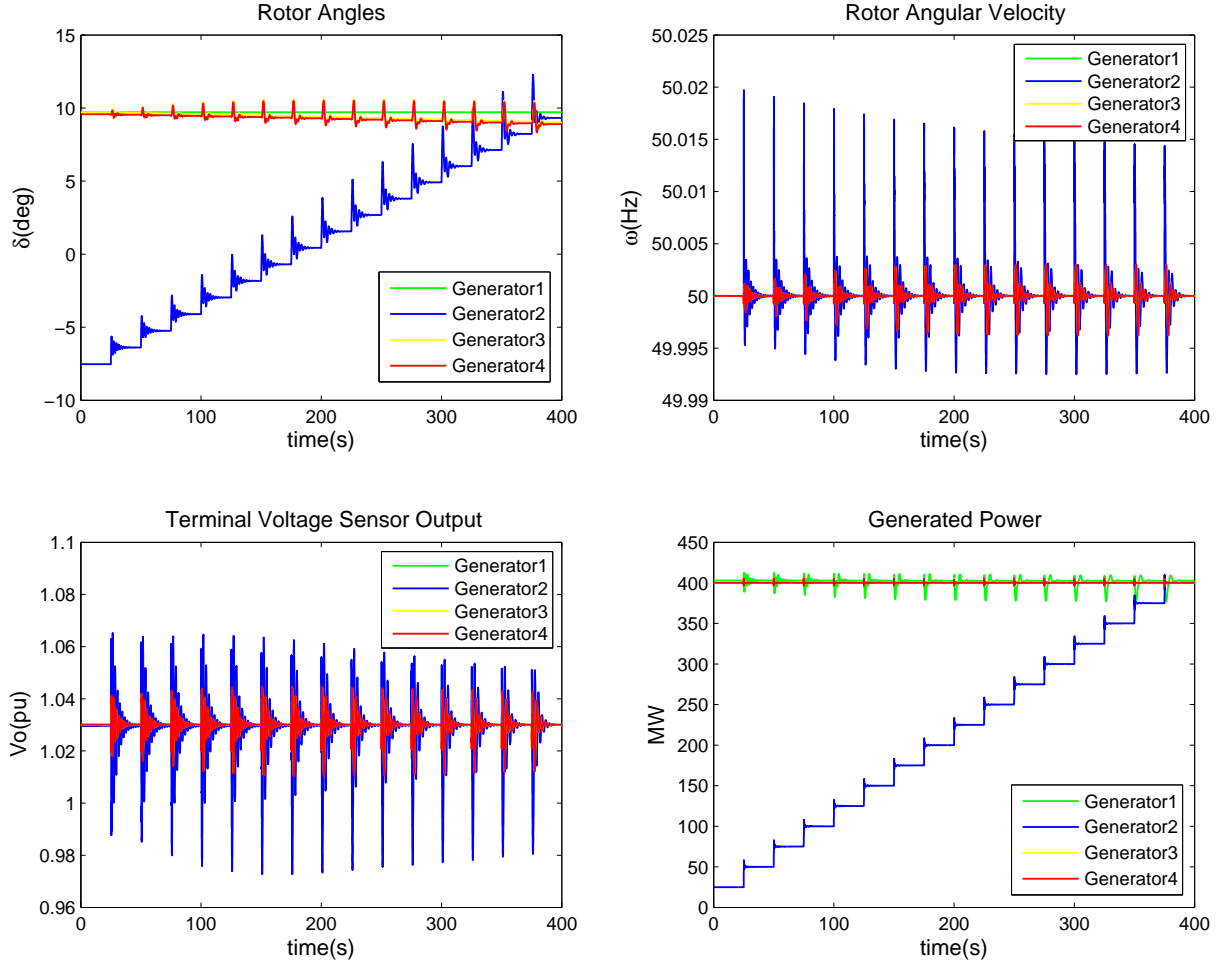 Rotor Angles
15
10
5
0
−5
−10
δ(deg)
0
100
200
300
400
time(s)
Generator1
Generator2
Generator3
Generator4
Rotor Angular Velocity
50.025
50.02
50.015
50.01
50.005
50
49.995
49.99
ω(Hz)
0
100
200
300
400
time(s)
Generator1
Generator2
Generator3
Generator4
Terminal Voltage Sensor Output
1.1
1.08
1.06
1.04
1.02
1
0.98
0.96
Vo(pu)
0
100
200
300
400
time(s)
Generator1
Generator2
Generator3
Generator4
Generated Power
450
400
350
300
250
200
150
100
50
0
MW
0
100
200
300
400
time(s)
Generator1
Generator2
Generator3
Generator4